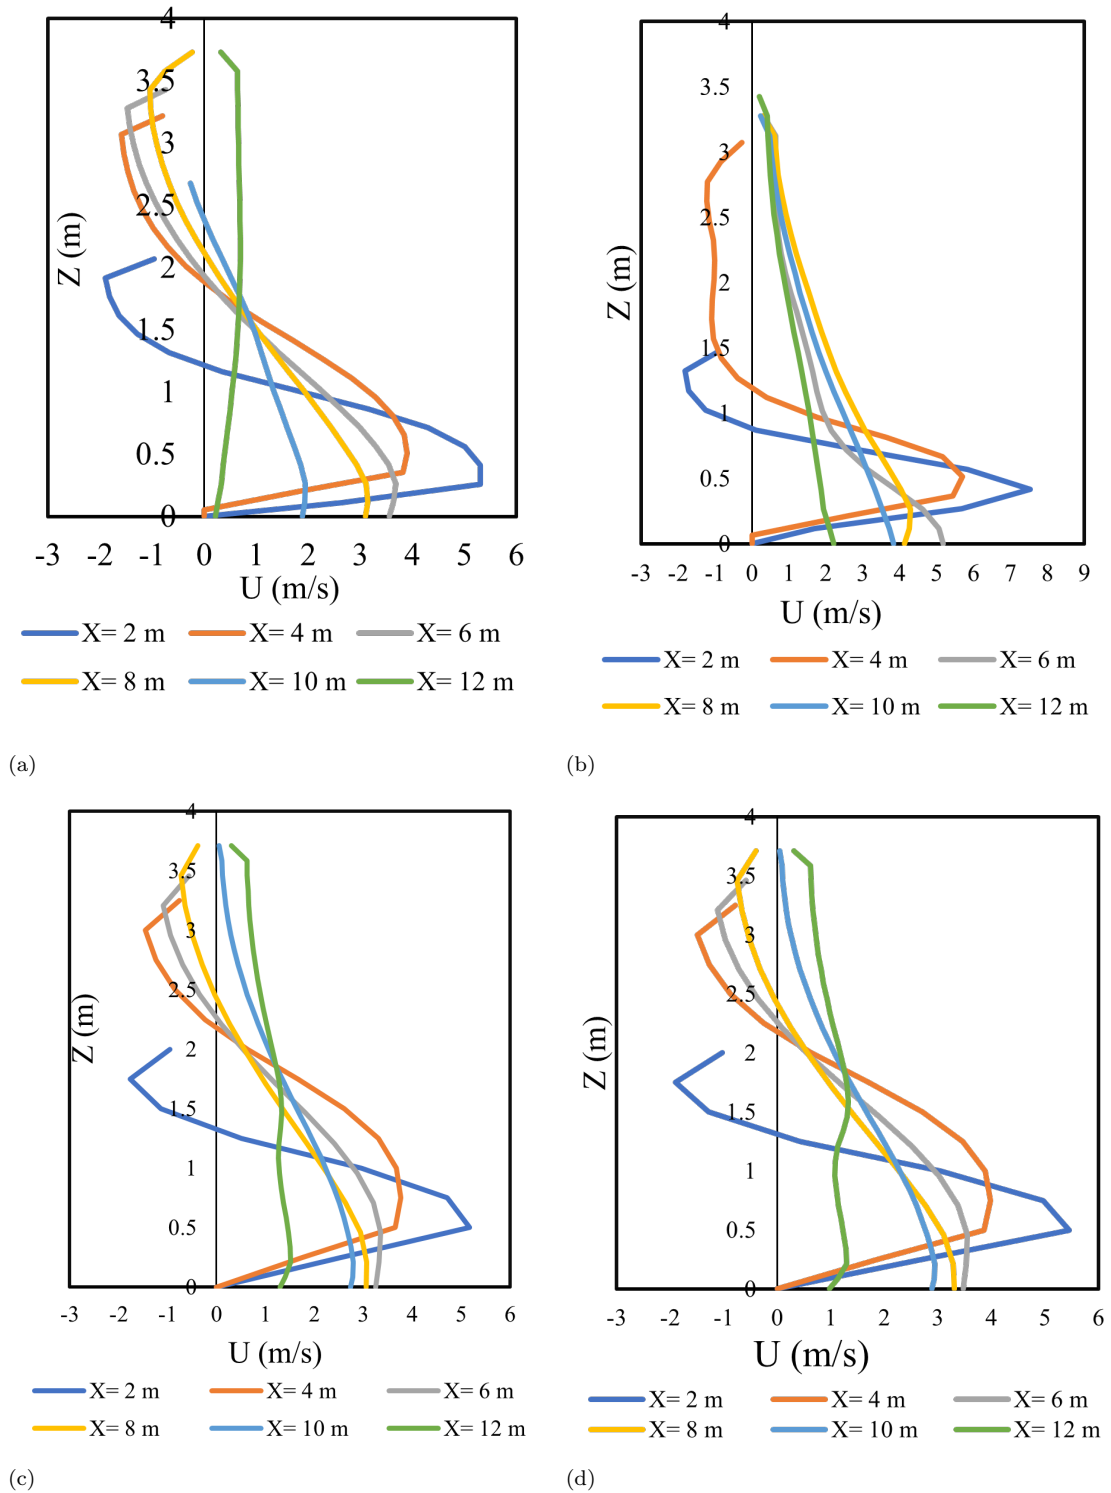 4
3.5
3
2.5
2
1.5
1
0.5
0
Z (m)
-3 -2 -1 0 1 2 3 4 5 6
U (m/s)
X= 2 m X= 4 m X= 6 m
X= 8 m X= 10 m X= 12 m
(a)
4
3.5
3
2.5
2
1.5
1
0.5
0
Z (m)
-3 -2 -1 0 1 2 3 4 5 6 7 8 9
U (m/s)
X= 2 m X= 4 m X= 6 m
X= 8 m X= 10 m X= 12 m
(b)
4
3.5
3
2.5
2
1.5
1
0.5
0
Z (m)
-3 -2 -1 0 1 2 3 4 5 6
U (m/s)
X= 2 m X= 4 m X= 6 m
X= 8 m X= 10 m X= 12 m
(c)
4
3.5
3
2.5
2
1.5
1
0.5
0
Z (m)
-3 -2 -1 0 1 2 3 4 5 6
U (m/s)
X= 2 m X= 4 m X= 6 m
X= 8 m X= 10 m X= 12 m
(d)